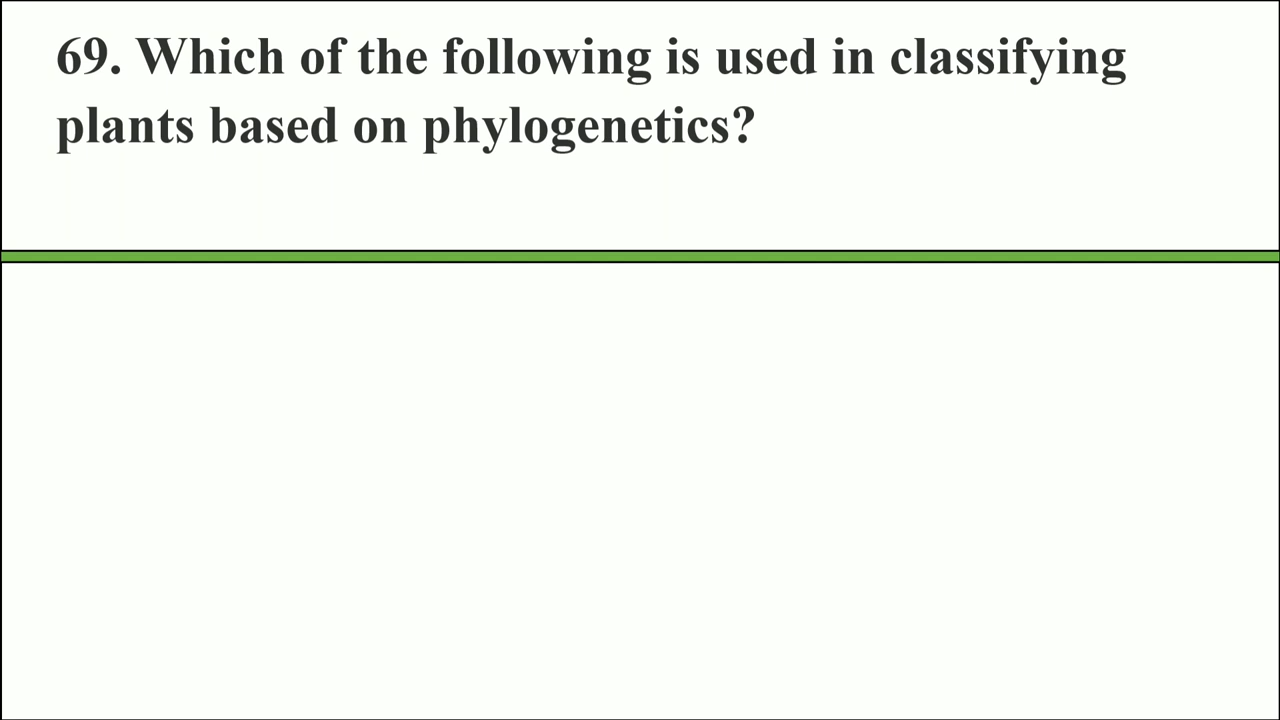 69. Which of the following is used in classifying
plants based on phylogenetics?